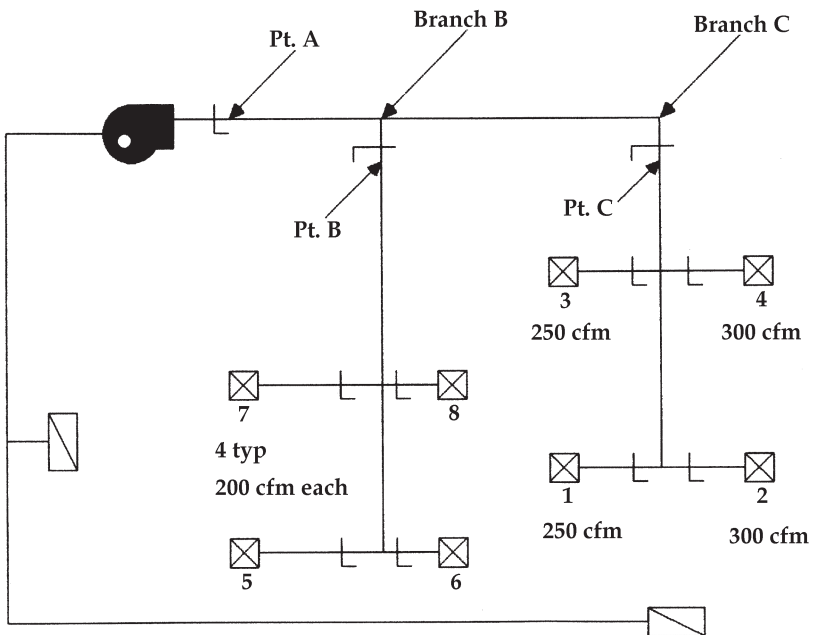 Branch B
Branch C
Pt. A
Pt. B
Pt. C
3
4
250 cfm
300 cfm
7
8
4 typ
200 cfm each
1
2
250 cfm
300 cfm
5
6